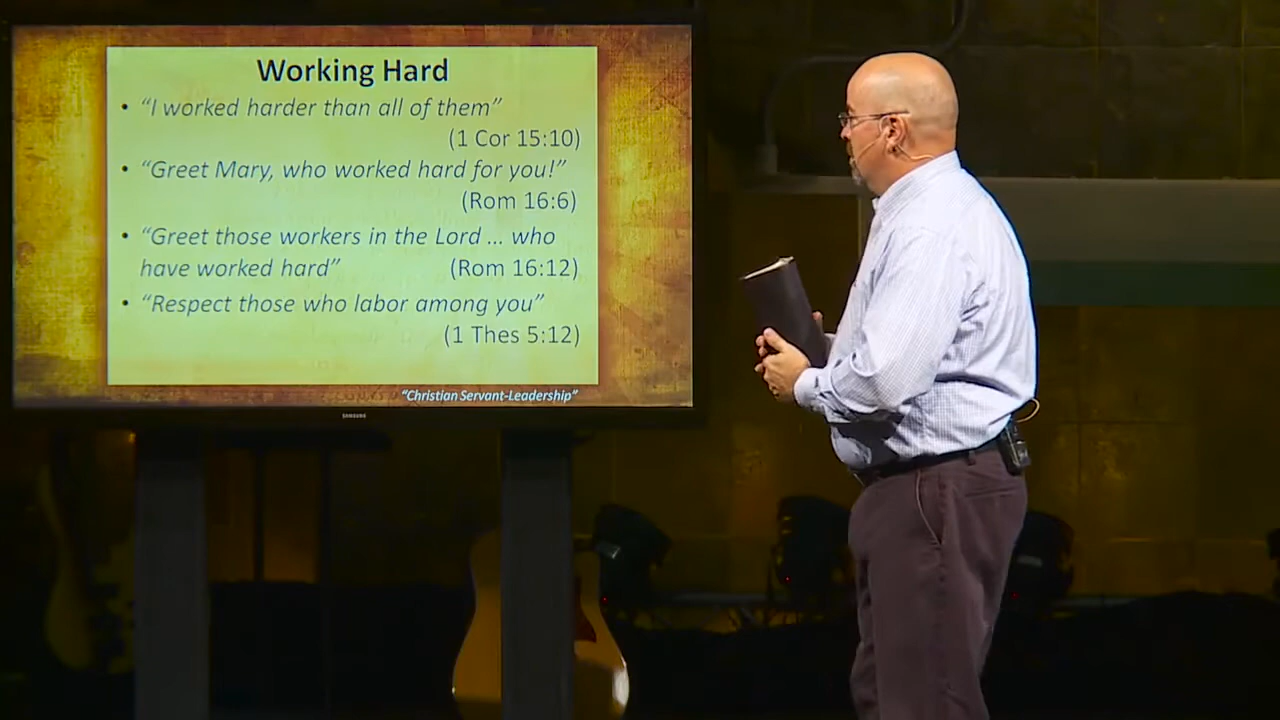 Working Hard
• “I worked harder than all of them”
(1 Cor 15:10)
• “Greet Mary, who worked hard for you!”
(Rom 16:6)
• “Greet those workers in the Lord ... who
have worked hard” (Rom 16:12)
• “Respect those who labor among you”
(1 Thes 5:12)
“Christian Servant-Leadership”
SAMSUNG